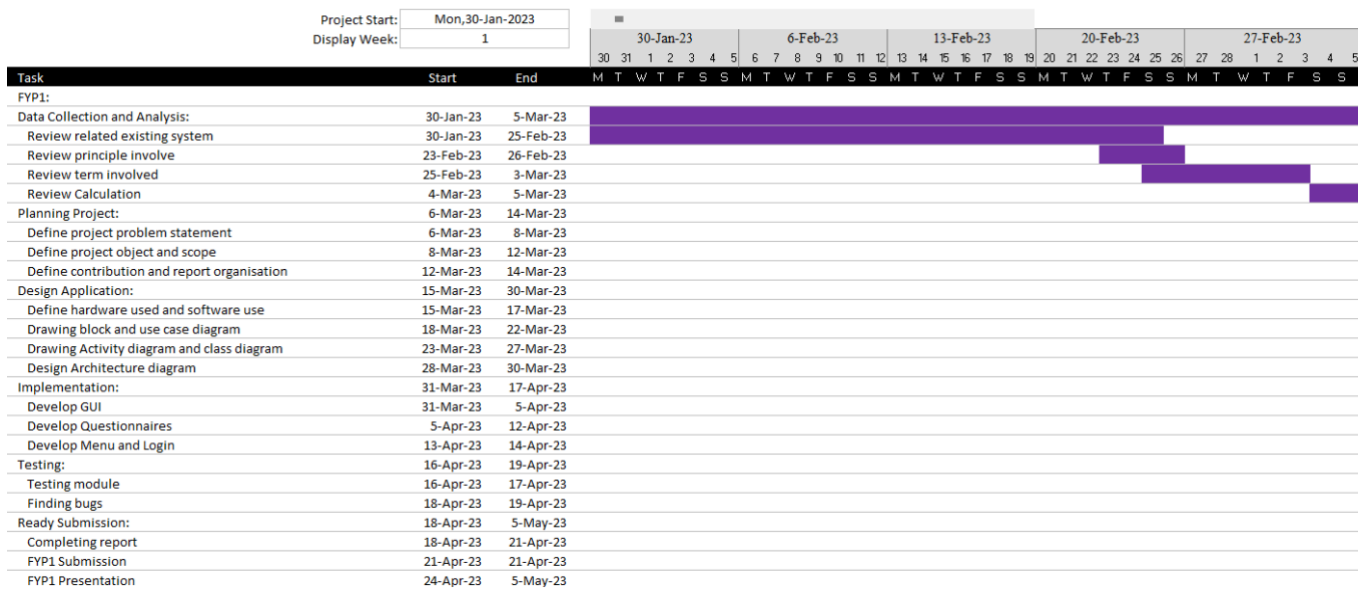 Project Start: Mon,30-Jan-2023
Display Week: 1 30-Jan-23 6-Feb-23 13-Feb-23 20-Feb-23 27-Feb-23
30 31 1 2 3 4 5 6 7 8 9 10 11 12 13 14 15 16 17 18 19 20 21 22 23 24 25 26 27 28 1 2 3 4 5
Task Start End M T W T F S S M T W T F S S M T W T F S S M T W T F S S M T W T F S S
FYP1:
Data Collection and Analysis: 30-Jan-23 5-Mar-23
Review related existing system 30-Jan-23 25-Feb-23
Review principle involve 23-Feb-23 26-Feb-23
Review term involved 25-Feb-23 3-Mar-23
Review Calculation 4-Mar-23 5-Mar-23
Planning Project: 6-Mar-23 14-Mar-23
Define project problem statement 6-Mar-23 8-Mar-23
Define project object and scope 8-Mar-23 12-Mar-23
Define contribution and report organisation 12-Mar-23 14-Mar-23
Design Application: 15-Mar-23 30-Mar-23
Define hardware used and software use 15-Mar-23 17-Mar-23
Drawing block and use case diagram 18-Mar-23 22-Mar-23
Drawing Activity diagram and class diagram 23-Mar-23 27-Mar-23
Design Architecture diagram 28-Mar-23 30-Mar-23
Implementation: 31-Mar-23 17-Apr-23
Develop GUI 31-Mar-23 5-Apr-23
Develop Questionnaires 5-Apr-23 12-Apr-23
Develop Menu and Login 13-Apr-23 14-Apr-23
Testing: 16-Apr-23 19-Apr-23
Testing module 16-Apr-23 17-Apr-23
Finding bugs 18-Apr-23 19-Apr-23
Ready Submission: 18-Apr-23 5-May-23
Completing report 18-Apr-23 21-Apr-23
FYP1 Submission 21-Apr-23 21-Apr-23
FYP1 Presentation 24-Apr-23 5-May-23